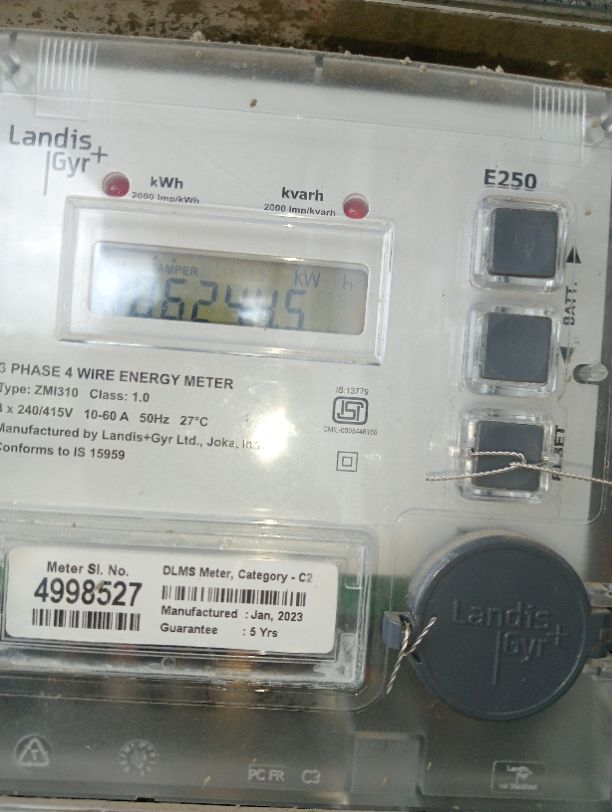 Landis
Gyr+
kWh
2000 imp/kWh
kvarh
2000 imp/kvarh
E250
AMPER
kW h
BATT.
3 PHASE 4 WIRE ENERGY METER
Type: ZMI310 Class: 1.0
3 x 240/415V 10-60 A 50Hz 27°C
Manufactured by Landis+Gyr Ltd., Joka,
Conforms to IS 15959
IS:13779
Meter Sl. No.
4998527
DLMS Meter, Category - C2
Manufactured : Jan, 2023
Guarantee : 5 Yrs
Landis
Gyr+
PC FR C3